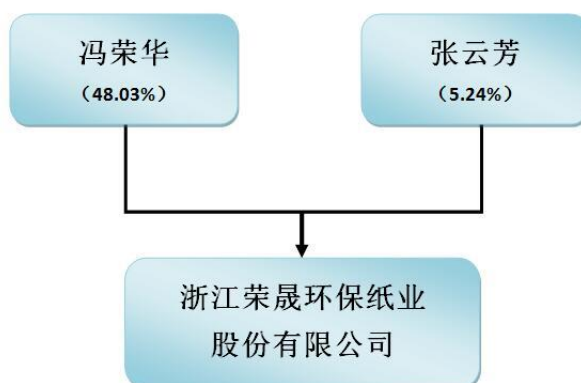 冯荣华
（48.03%）
张云芳
（5.24%）
浙江荣晟环保纸业
股份有限公司